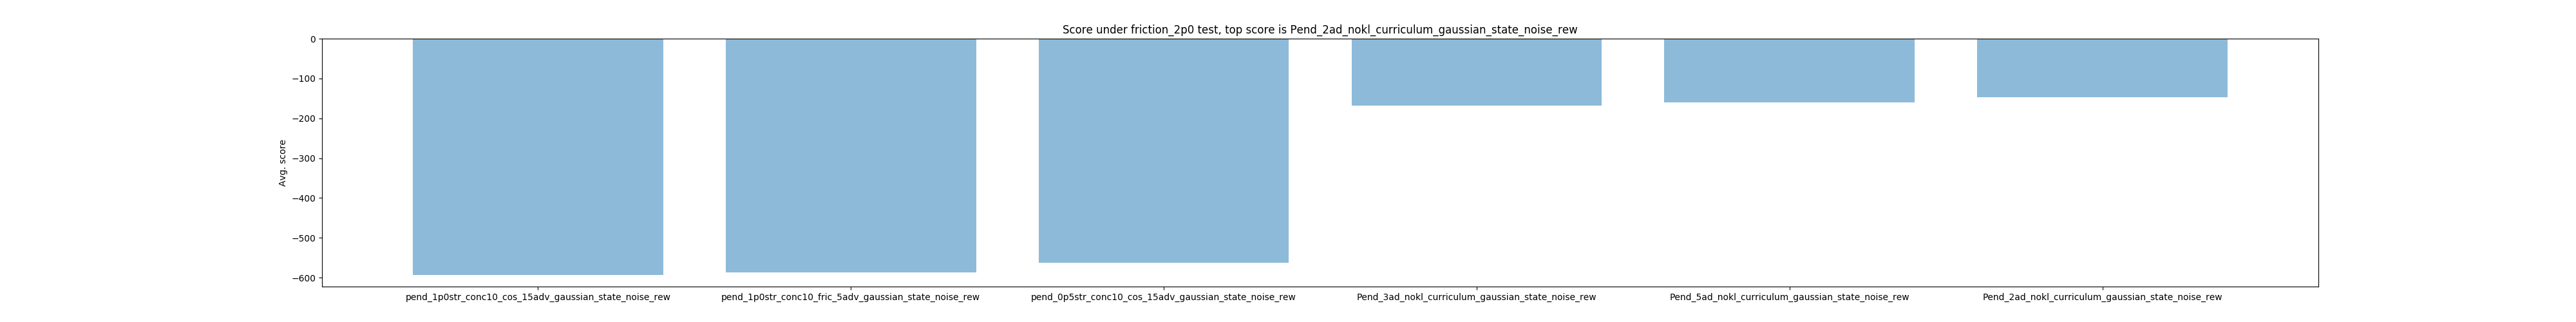 Score under friction_2p0 test, top score is Pend_2ad_nokl_curriculum_gaussian_state_noise_rew
0
−100
−200
−300
−400
−500
−600
Avg. score
pend_1p0str_conc10_cos_15adv_gaussian_state_noise_rew
pend_1p0str_conc10_fric_5adv_gaussian_state_noise_rew
pend_0p5str_conc10_cos_15adv_gaussian_state_noise_rew
Pend_3ad_nokl_curriculum_gaussian_state_noise_rew
Pend_5ad_nokl_curriculum_gaussian_state_noise_rew
Pend_2ad_nokl_curriculum_gaussian_state_noise_rew